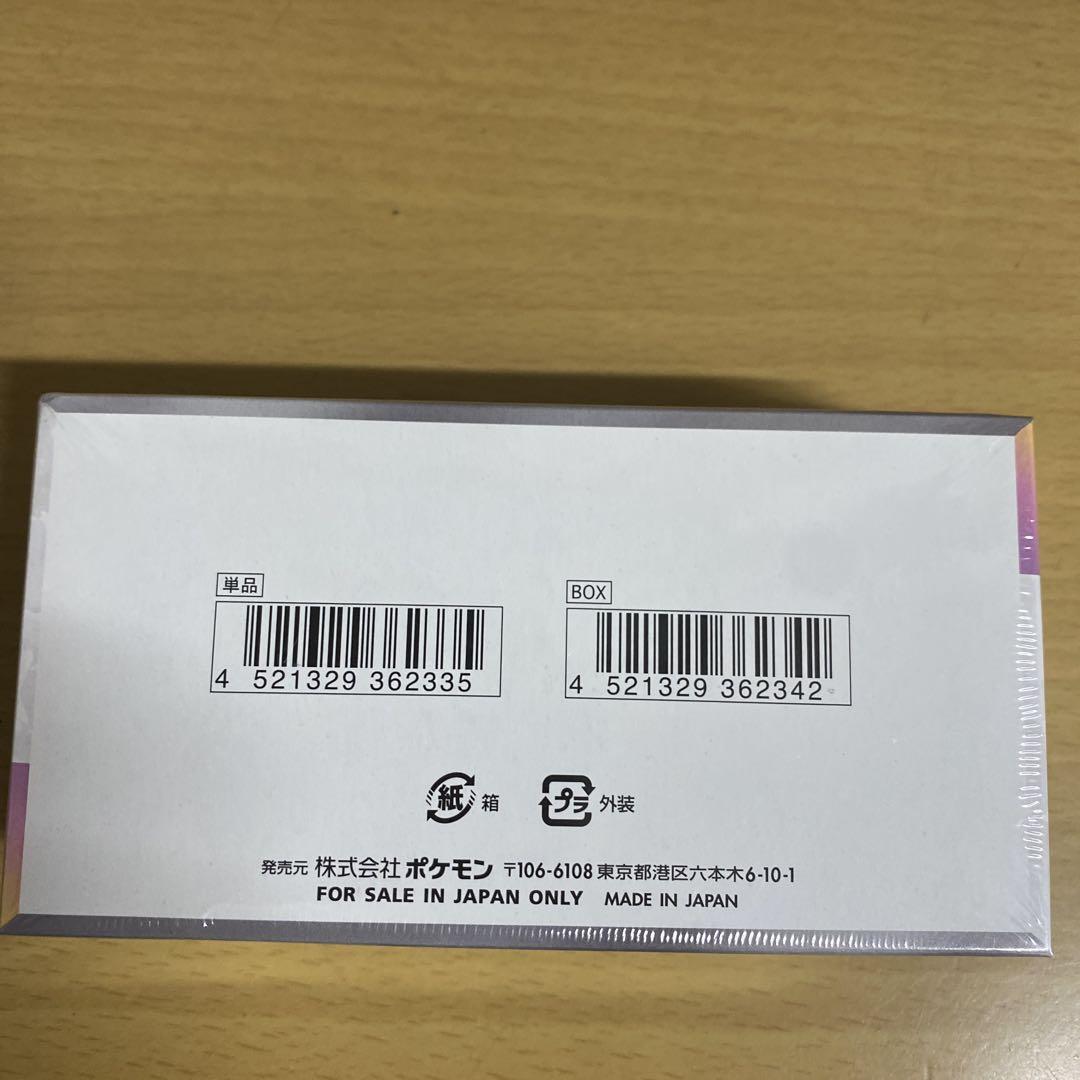 単品
4 521329 362335
BOX
4 521329 362342
紙 箱
プラ 外装
発売元 株式会社 ポケモン 〒106-6108 東京都港区六本木6-10-1
FOR SALE IN JAPAN ONLY MADE IN JAPAN